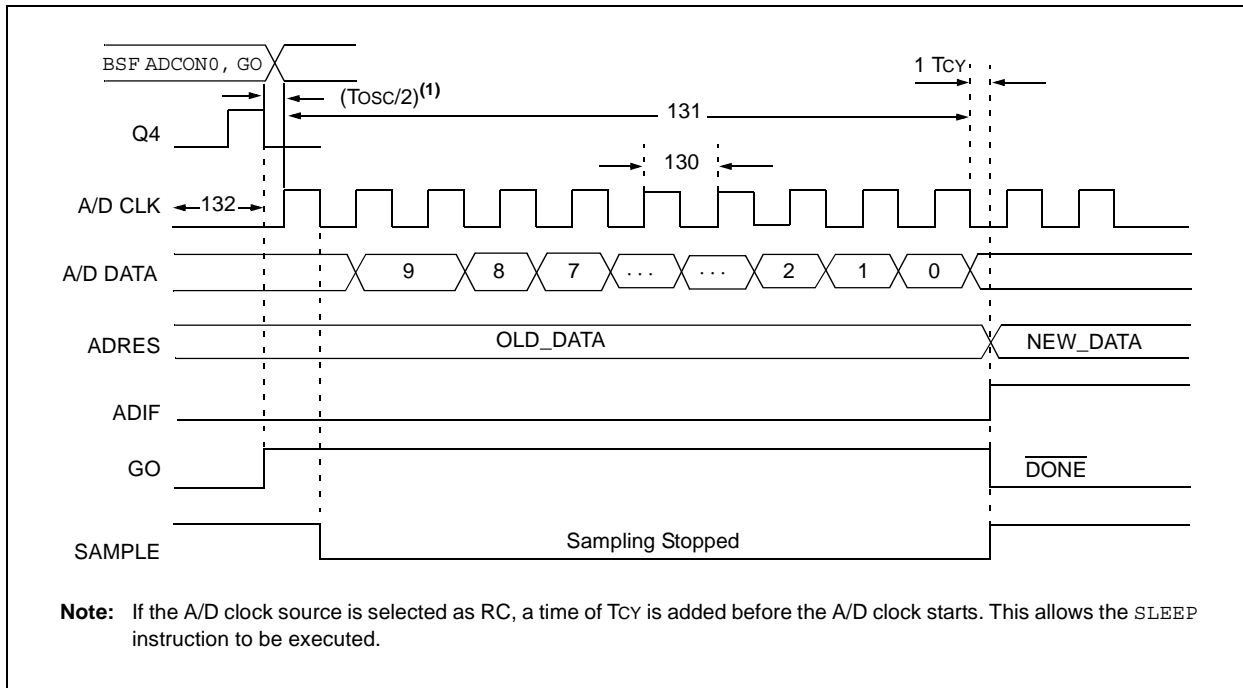 BSF ADCON0, GO
1 TCY
(TOSC/2)(1)
131
Q4
130
A/D CLK
132
A/D DATA
9 8 7 ... ... 2 1 0
ADRES
OLD_DATA
NEW_DATA
ADIF
GO
DONE
SAMPLE
Sampling Stopped
Note: If the A/D clock source is selected as RC, a time of TCY is added before the A/D clock starts. This allows the SLEEP
instruction to be executed.